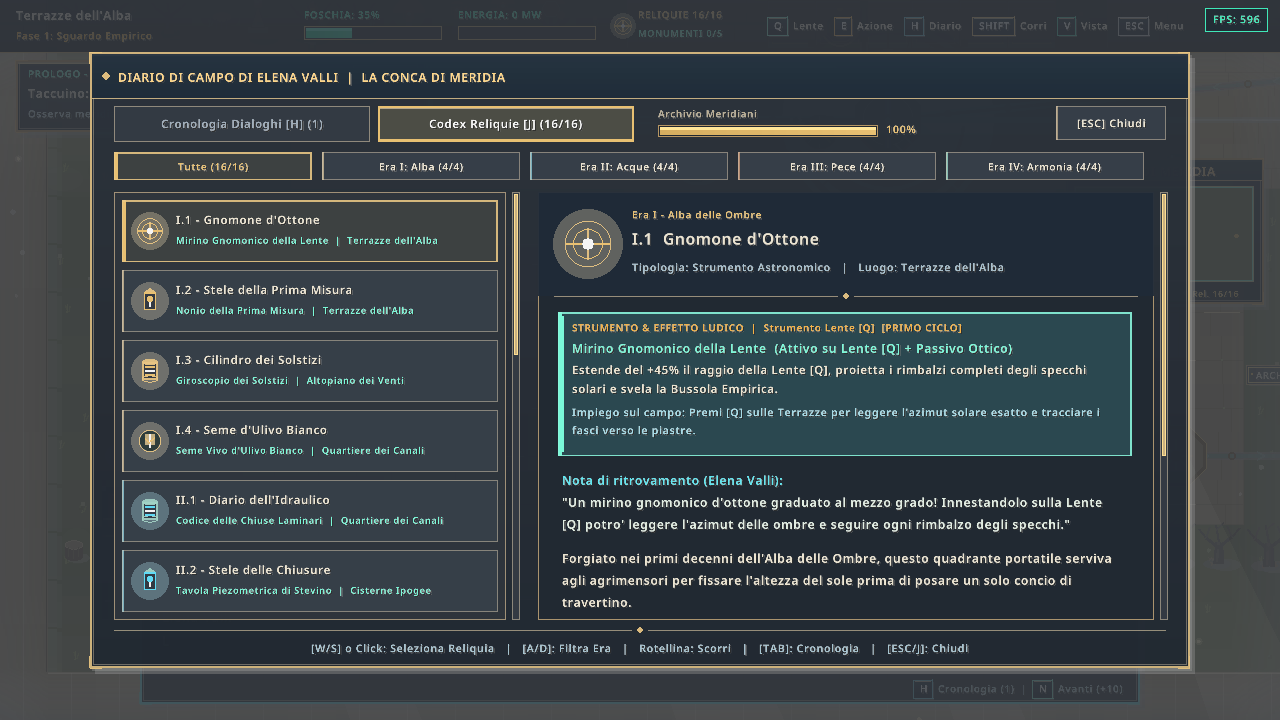 Terrazze dell'Alba
Fase 1: Sguardo Empirico
FOSCHIA: 35%
ENERGIA: 0 MW
RELIQUIE 16/16
MONUMENTI 0/5
Q Lente
E Azione
H Diario
SHIFT Corri
V Vista
ESC Menu
FPS: 596
PROLOGO -
Taccuino:
Osserva me
DIARIO DI CAMPO DI ELENA VALLI | LA CONCA DI MERIDIA
Cronologia Dialoghi [H] (1)
Codex Reliquie [J] (16/16)
Archivio Meridiani
100%
[ESC] Chiudi
Tutte (16/16)
Era I: Alba (4/4)
Era II: Acque (4/4)
Era III: Pece (4/4)
Era IV: Armonia (4/4)
I.1 - Gnomone d'Ottone
Mirino Gnomonico della Lente | Terrazze dell'Alba
I.2 - Stele della Prima Misura
Nonio della Prima Misura | Terrazze dell'Alba
I.3 - Cilindro dei Solstizi
Giroscopio dei Solstizi | Altopiano dei Venti
I.4 - Seme d'Ulivo Bianco
Seme Vivo d'Ulivo Bianco | Quartiere dei Canali
II.1 - Diario dell'Idraulico
Codice delle Chiuse Laminari | Quartiere dei Canali
II.2 - Stele delle Chiusure
Tavola Piezometrica di Stevino | Cisterne Ipogee
Era I - Alba delle Ombre
I.1 Gnomone d'Ottone
Tipologia: Strumento Astronomico | Luogo: Terrazze dell'Alba
STRUMENTO & EFFETTO LUDICO | Strumento Lente [Q] [PRIMO CICLO]
Mirino Gnomonico della Lente (Attivo su Lente [Q] + Passivo Ottico)
Estende del +45% il raggio della Lente [Q], proietta i rimbalzi completi degli specchi
solari e svela la Bussola Empirica.
Impiego sul campo: Premi [Q] sulle Terrazze per leggere l'azimut solare esatto e tracciare i
fasci verso le piastre.
Nota di ritrovamento (Elena Valli):
"Un mirino gnomonico d'ottone graduato al mezzo grado! Innestandolo sulla Lente
[Q] potro' leggere l'azimut delle ombre e seguire ogni rimbalzo degli specchi."
Forgiato nei primi decenni dell'Alba delle Ombre, questo quadrante portatile serviva
agli agrimensori per fissare l'altezza del sole prima di posare un solo concio di
travertino.
DIA
Rel. 16/16
ARCH
[W/S] o Click: Seleziona Reliquia | [A/D]: Filtra Era | Rotellina: Scorri | [TAB]: Cronologia | [ESC/J]: Chiudi
H Cronologia (1) | N Avanti (+10)